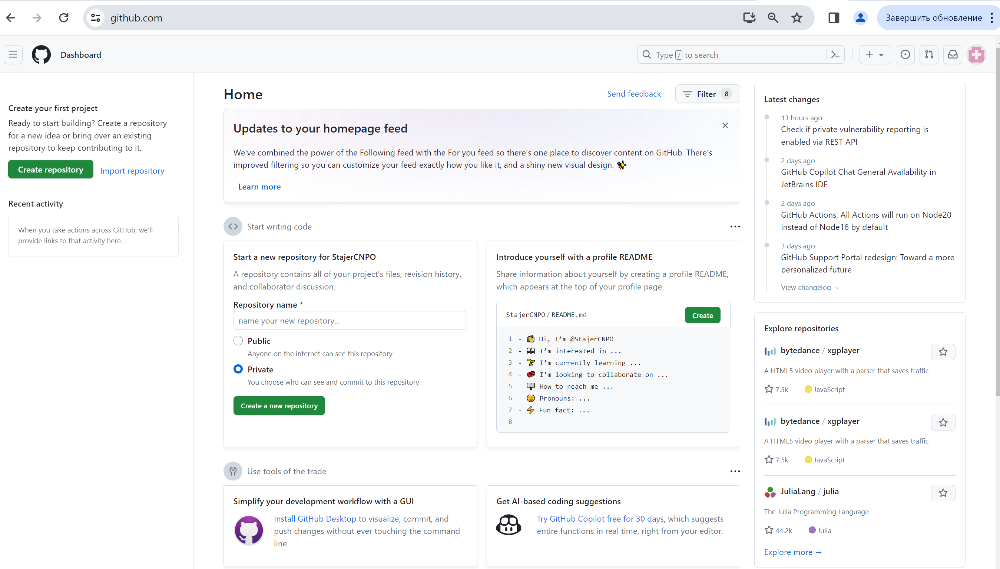 github.com
Завершить обновление
Dashboard
Type / to search
Create your first project
Ready to start building? Create a repository
for a new idea or bring over an existing
repository to keep contributing to it.
Create repository
Import repository
Recent activity
When you take actions across GitHub, we'll
provide links to that activity here.
Home
Send feedback
Filter 8
Updates to your homepage feed
We've combined the power of the Following feed with the For you feed so there's one place to discover content on GitHub. There's
improved filtering so you can customize your feed exactly how you like it, and a shiny new visual design. ✨
Learn more
Start writing code
Start a new repository for StajerCNPO
A repository contains all of your project's files, revision history,
and collaborator discussion.
Repository name *
name your new repository...
Public
Anyone on the internet can see this repository
Private
You choose who can see and commit to this repository
Create a new repository
Introduce yourself with a profile README
Share information about yourself by creating a profile README,
which appears at the top of your profile page.
StajerCNPO / README.md
Create
1 - 👋 Hi, I’m @StajerCNPO
2 - 👀 I’m interested in ...
3 - 🌱 I’m currently learning ...
4 - 💞️ I’m looking to collaborate on ...
5 - 📫 How to reach me ...
6 - 😄 Pronouns: ...
7 - ⚡ Fun fact: ...
8
Use tools of the trade
Simplify your development workflow with a GUI
Install GitHub Desktop to visualize, commit, and
push changes without ever touching the command
line.
Get AI-based coding suggestions
Try GitHub Copilot free for 30 days, which suggests
entire functions in real time, right from your editor.
Latest changes
13 hours ago
Check if private vulnerability reporting is
enabled via REST API
2 days ago
GitHub Copilot Chat General Availability in
JetBrains IDE
2 days ago
GitHub Actions; All Actions will run on Node20
instead of Node16 by default
3 days ago
GitHub Support Portal redesign: Toward a more
personalized future
View changelog →
Explore repositories
bytedance / xgplayer
A HTML5 video player with a parser that saves traffic
7.5k JavaScript
bytedance / xgplayer
A HTML5 video player with a parser that saves traffic
7.5k JavaScript
JuliaLang / julia
The Julia Programming Language
44.2k Julia
Explore more →